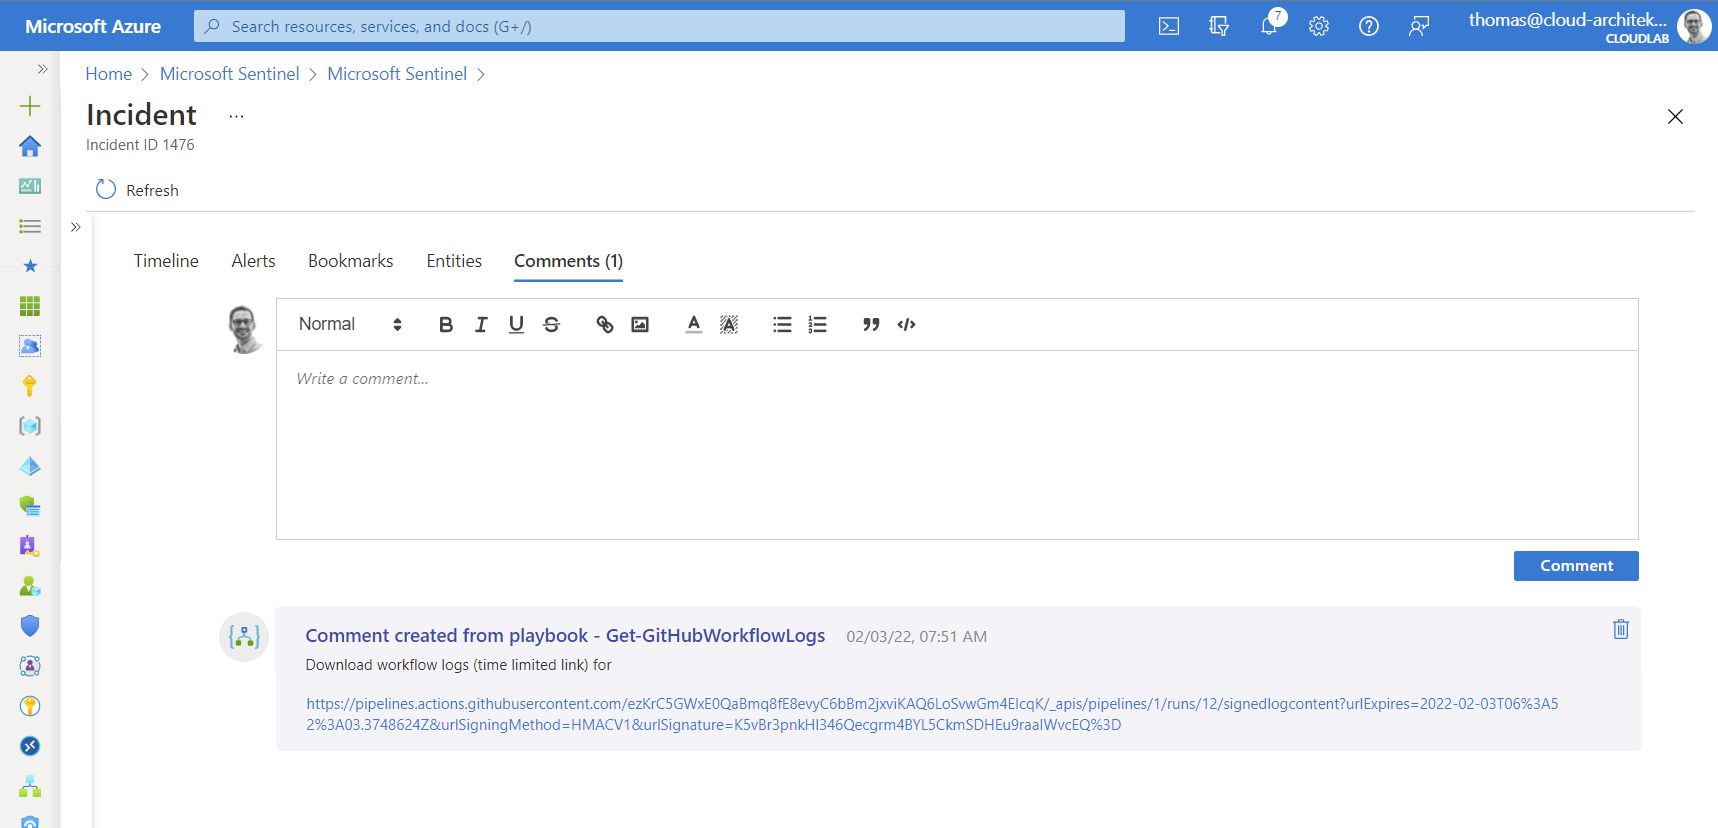 Microsoft Azure
Search resources, services, and docs (G+/)
7
thomas@cloud-architek...
CLOUDLAB
Home > Microsoft Sentinel > Microsoft Sentinel >
Incident ...
Incident ID 1476
Refresh
Timeline Alerts Bookmarks Entities Comments (1)
Normal B I U S A A
Write a comment...
Comment
Comment created from playbook - Get-GitHubWorkflowLogs 02/03/22, 07:51 AM
Download workflow logs (time limited link) for
https://pipelines.actions.githubusercontent.com/ezKrC5GWxE0QaBmq8fE8evyC6bBm2jxviKAQ6LoSvwGm4EIcqK/_apis/pipelines/1/runs/12/signedlogcontent?urlExpires=2022-02-03T06%3A5
2%3A03.3748624Z&urlSigningMethod=HMACV1&urlSignature=K5vBr3pnkHI346Qecgrm4BYL5CkmSDHEu9raalWvcEQ%3D